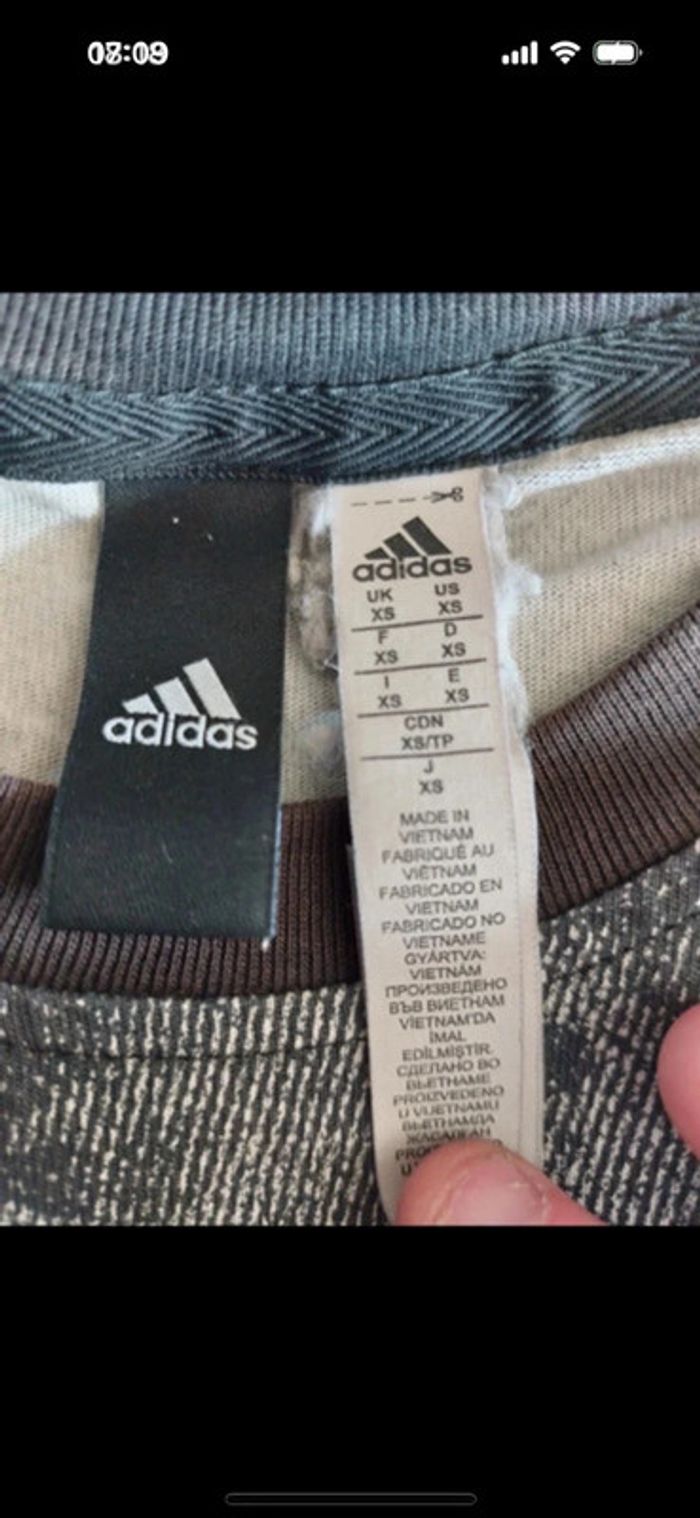 adidas
adidas
UK US
XS XS
F D
XS XS
I E
XS XS
CDN
XS/TP
J
XS
MADE IN
VIETNAM
FABRIQUÉ AU
VIÊTNAM
FABRICADO EN
VIETNAM
FABRICADO NO
VIETNAME
GYÁRTVA:
VIETNÁM
ПРОИЗВЕДЕНО
ВЪВ ВИЕТНАМ
VİETNAM'DA
İMAL
EDİLMİŞTİR.
СДЕЛАНО ВО
ВЬЕТНАМЕ
PROIZVEDENO
U VIJETNAMU
ВЬЕТНАМДА
ЖАСАЛҒАН